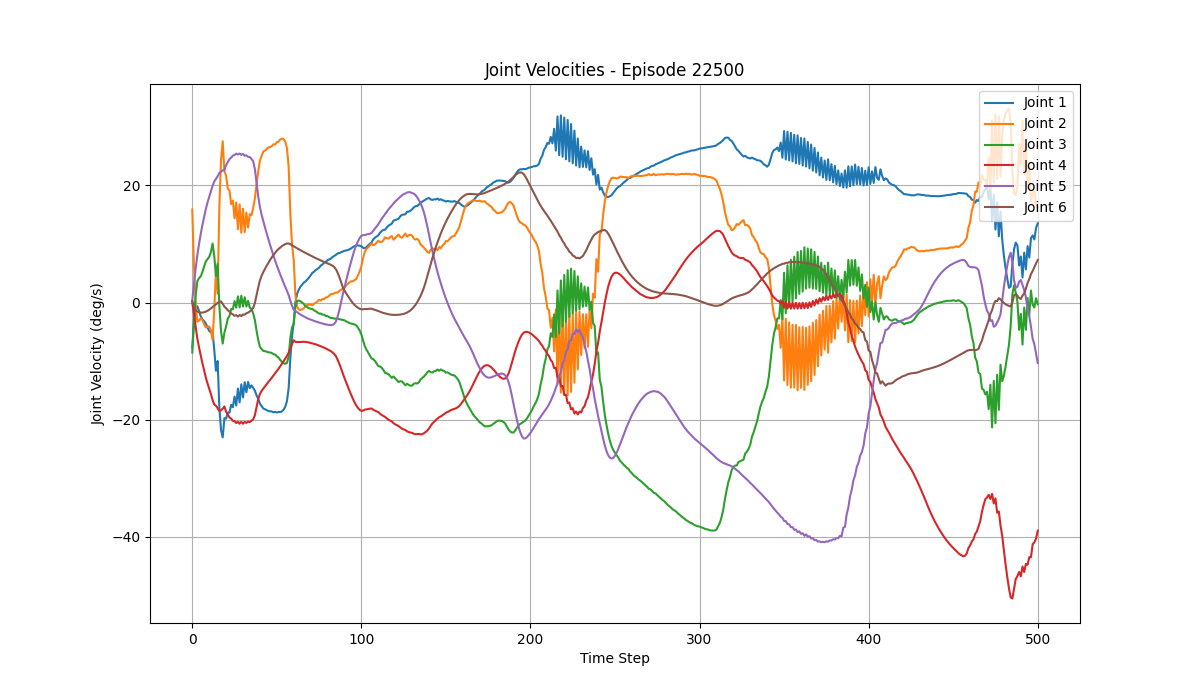 Joint Velocities - Episode 22500
Joint 1
Joint 2
Joint 3
Joint 4
Joint 5
Joint 6
20
0
−20
−40
Joint Velocity (deg/s)
0 100 200 300 400 500
Time Step